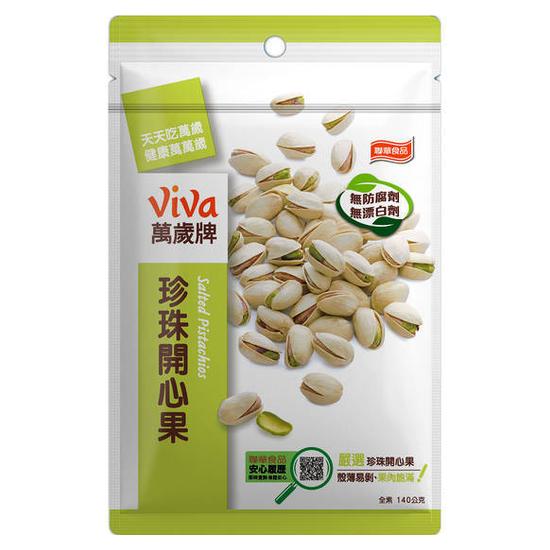 天天吃萬歲
健康萬萬歲
聯華食品
無防腐劑
無漂白劑
Viva
萬歲牌
Salted Pistachios
珍珠開心果
聯華食品
安心履歷
嚴選 珍珠開心果
殼薄易剝、果肉飽滿!
全素 140公克